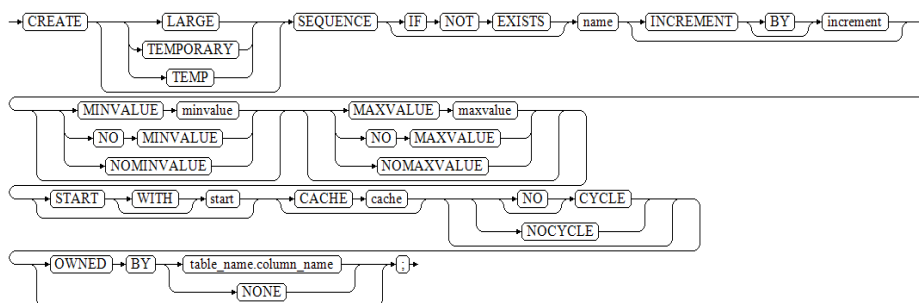 CREATE LARGE SEQUENCE IF NOT EXISTS name INCREMENT BY increment
TEMPORARY
TEMP
MINVALUE minvalue MAXVALUE maxvalue
NO MINVALUE NO MAXVALUE
NOMINVALUE NOMAXVALUE
START WITH start CACHE cache NO CYCLE
NOCYCLE
OWNED BY table_name.column_name ;
NONE